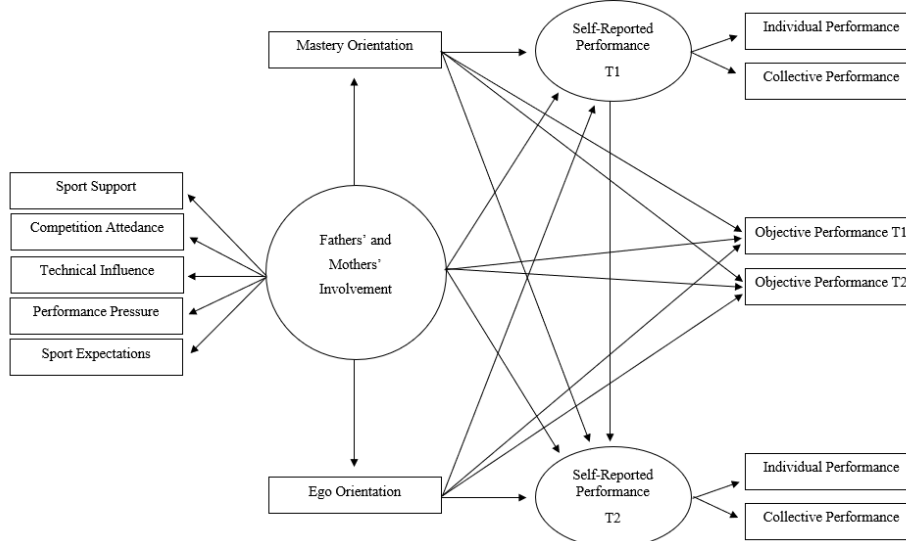 Mastery Orientation
Self-Reported
Performance
T1
Individual Performance
Collective Performance
Sport Support
Competition Attedance
Technical Influence
Performance Pressure
Sport Expectations
Fathers' and
Mothers'
Involvement
Objective Performance T1
Objective Performance T2
Ego Orientation
Self-Reported
Performance
T2
Individual Performance
Collective Performance